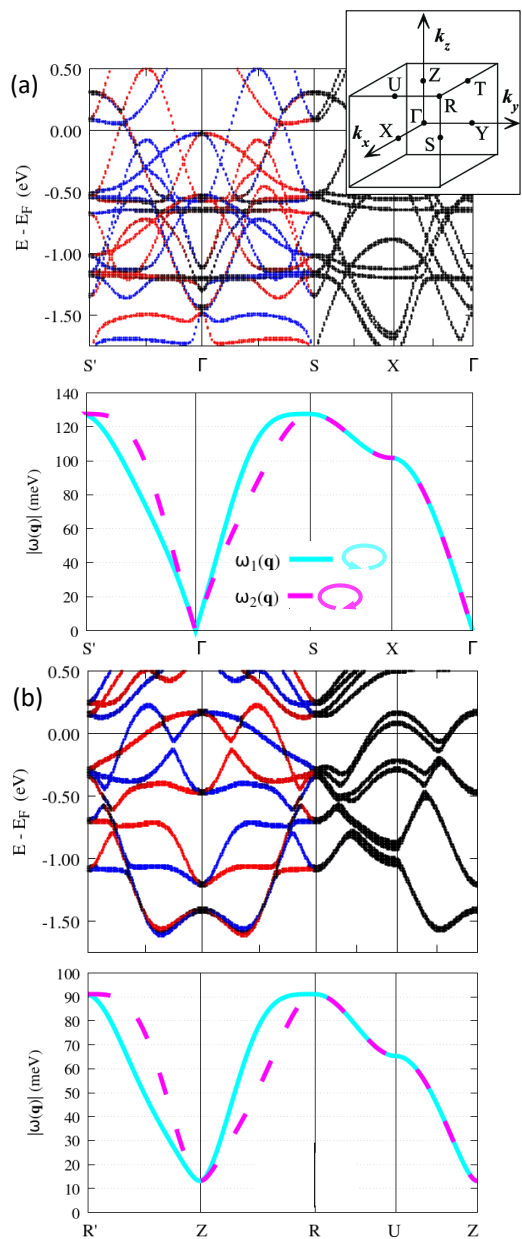 (a)
k_z
Z
T
U
R
k_y
Γ
X
Y
k_x
S
0.50
0.00
-0.50
-1.00
-1.50
E - E_F (eV)
S' Γ S X Γ
140
120
100
80
60
40
20
0
|ω(q)| (meV)
ω₁(q)
ω₂(q)
S' Γ S X Γ
(b)
0.50
0.00
-0.50
-1.00
-1.50
E - E_F (eV)
100
90
80
70
60
50
40
30
20
10
0
|ω(q)| (meV)
R' Z R U Z